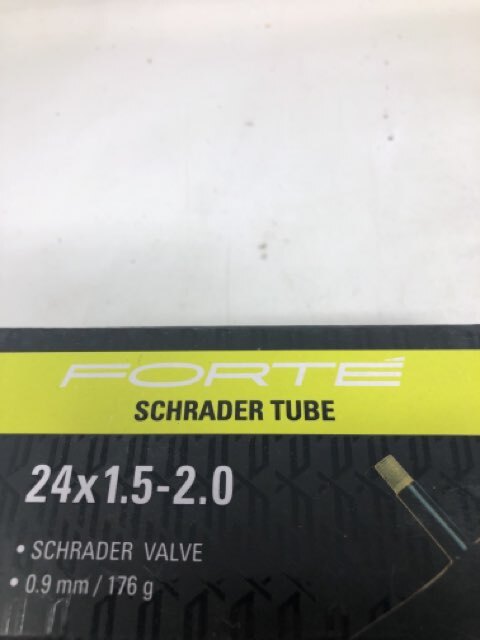 FORTÉ
SCHRADER TUBE
24x1.5-2.0
• SCHRADER VALVE
• 0.9 mm / 176 g